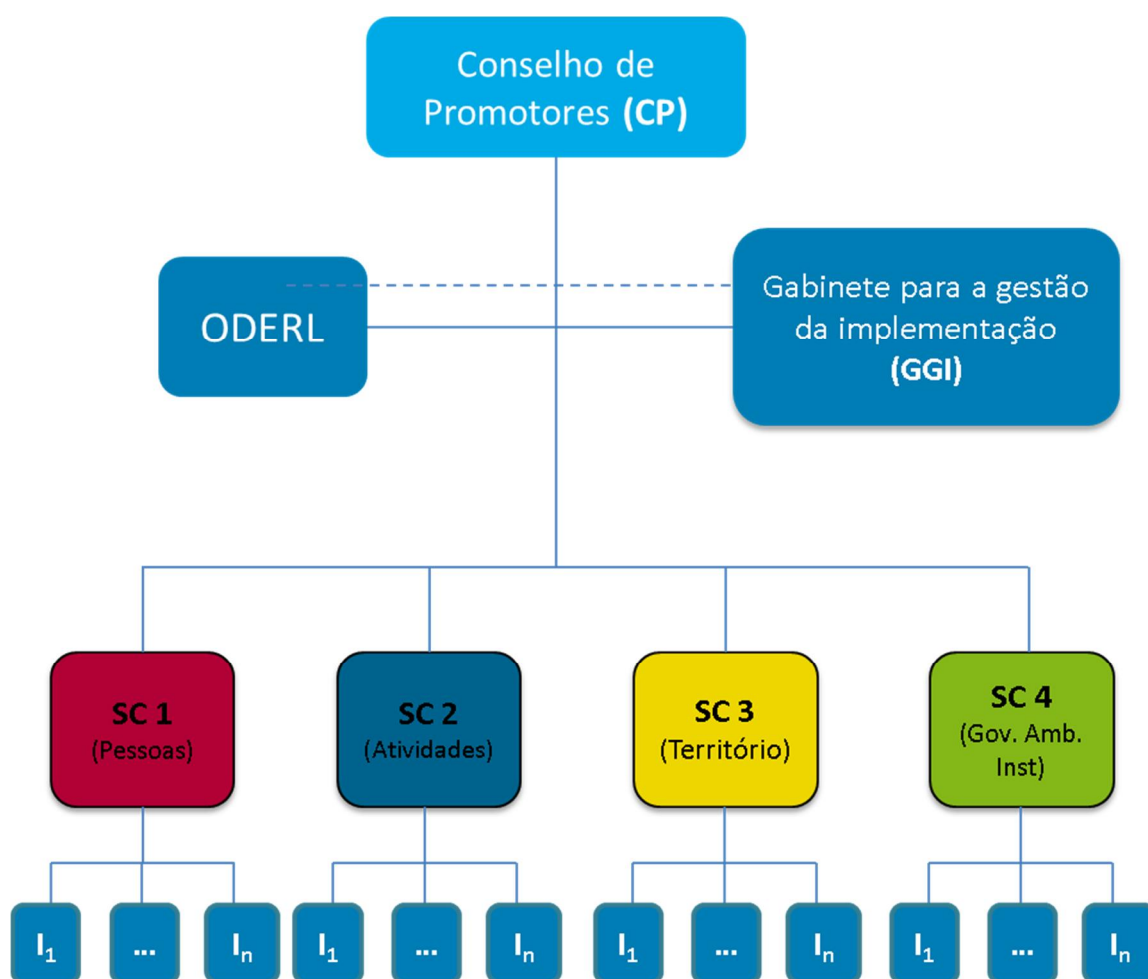 Conselho de
Promotores (CP)
ODERL
Gabinete para a gestão
da implementação
(GGI)
SC 1
(Pessoas)
SC 2
(Atividades)
SC 3
(Território)
SC 4
(Gov. Amb.
Inst)
I₁
...
Iₙ
I₁
...
Iₙ
I₁
...
Iₙ
I₁
...
Iₙ